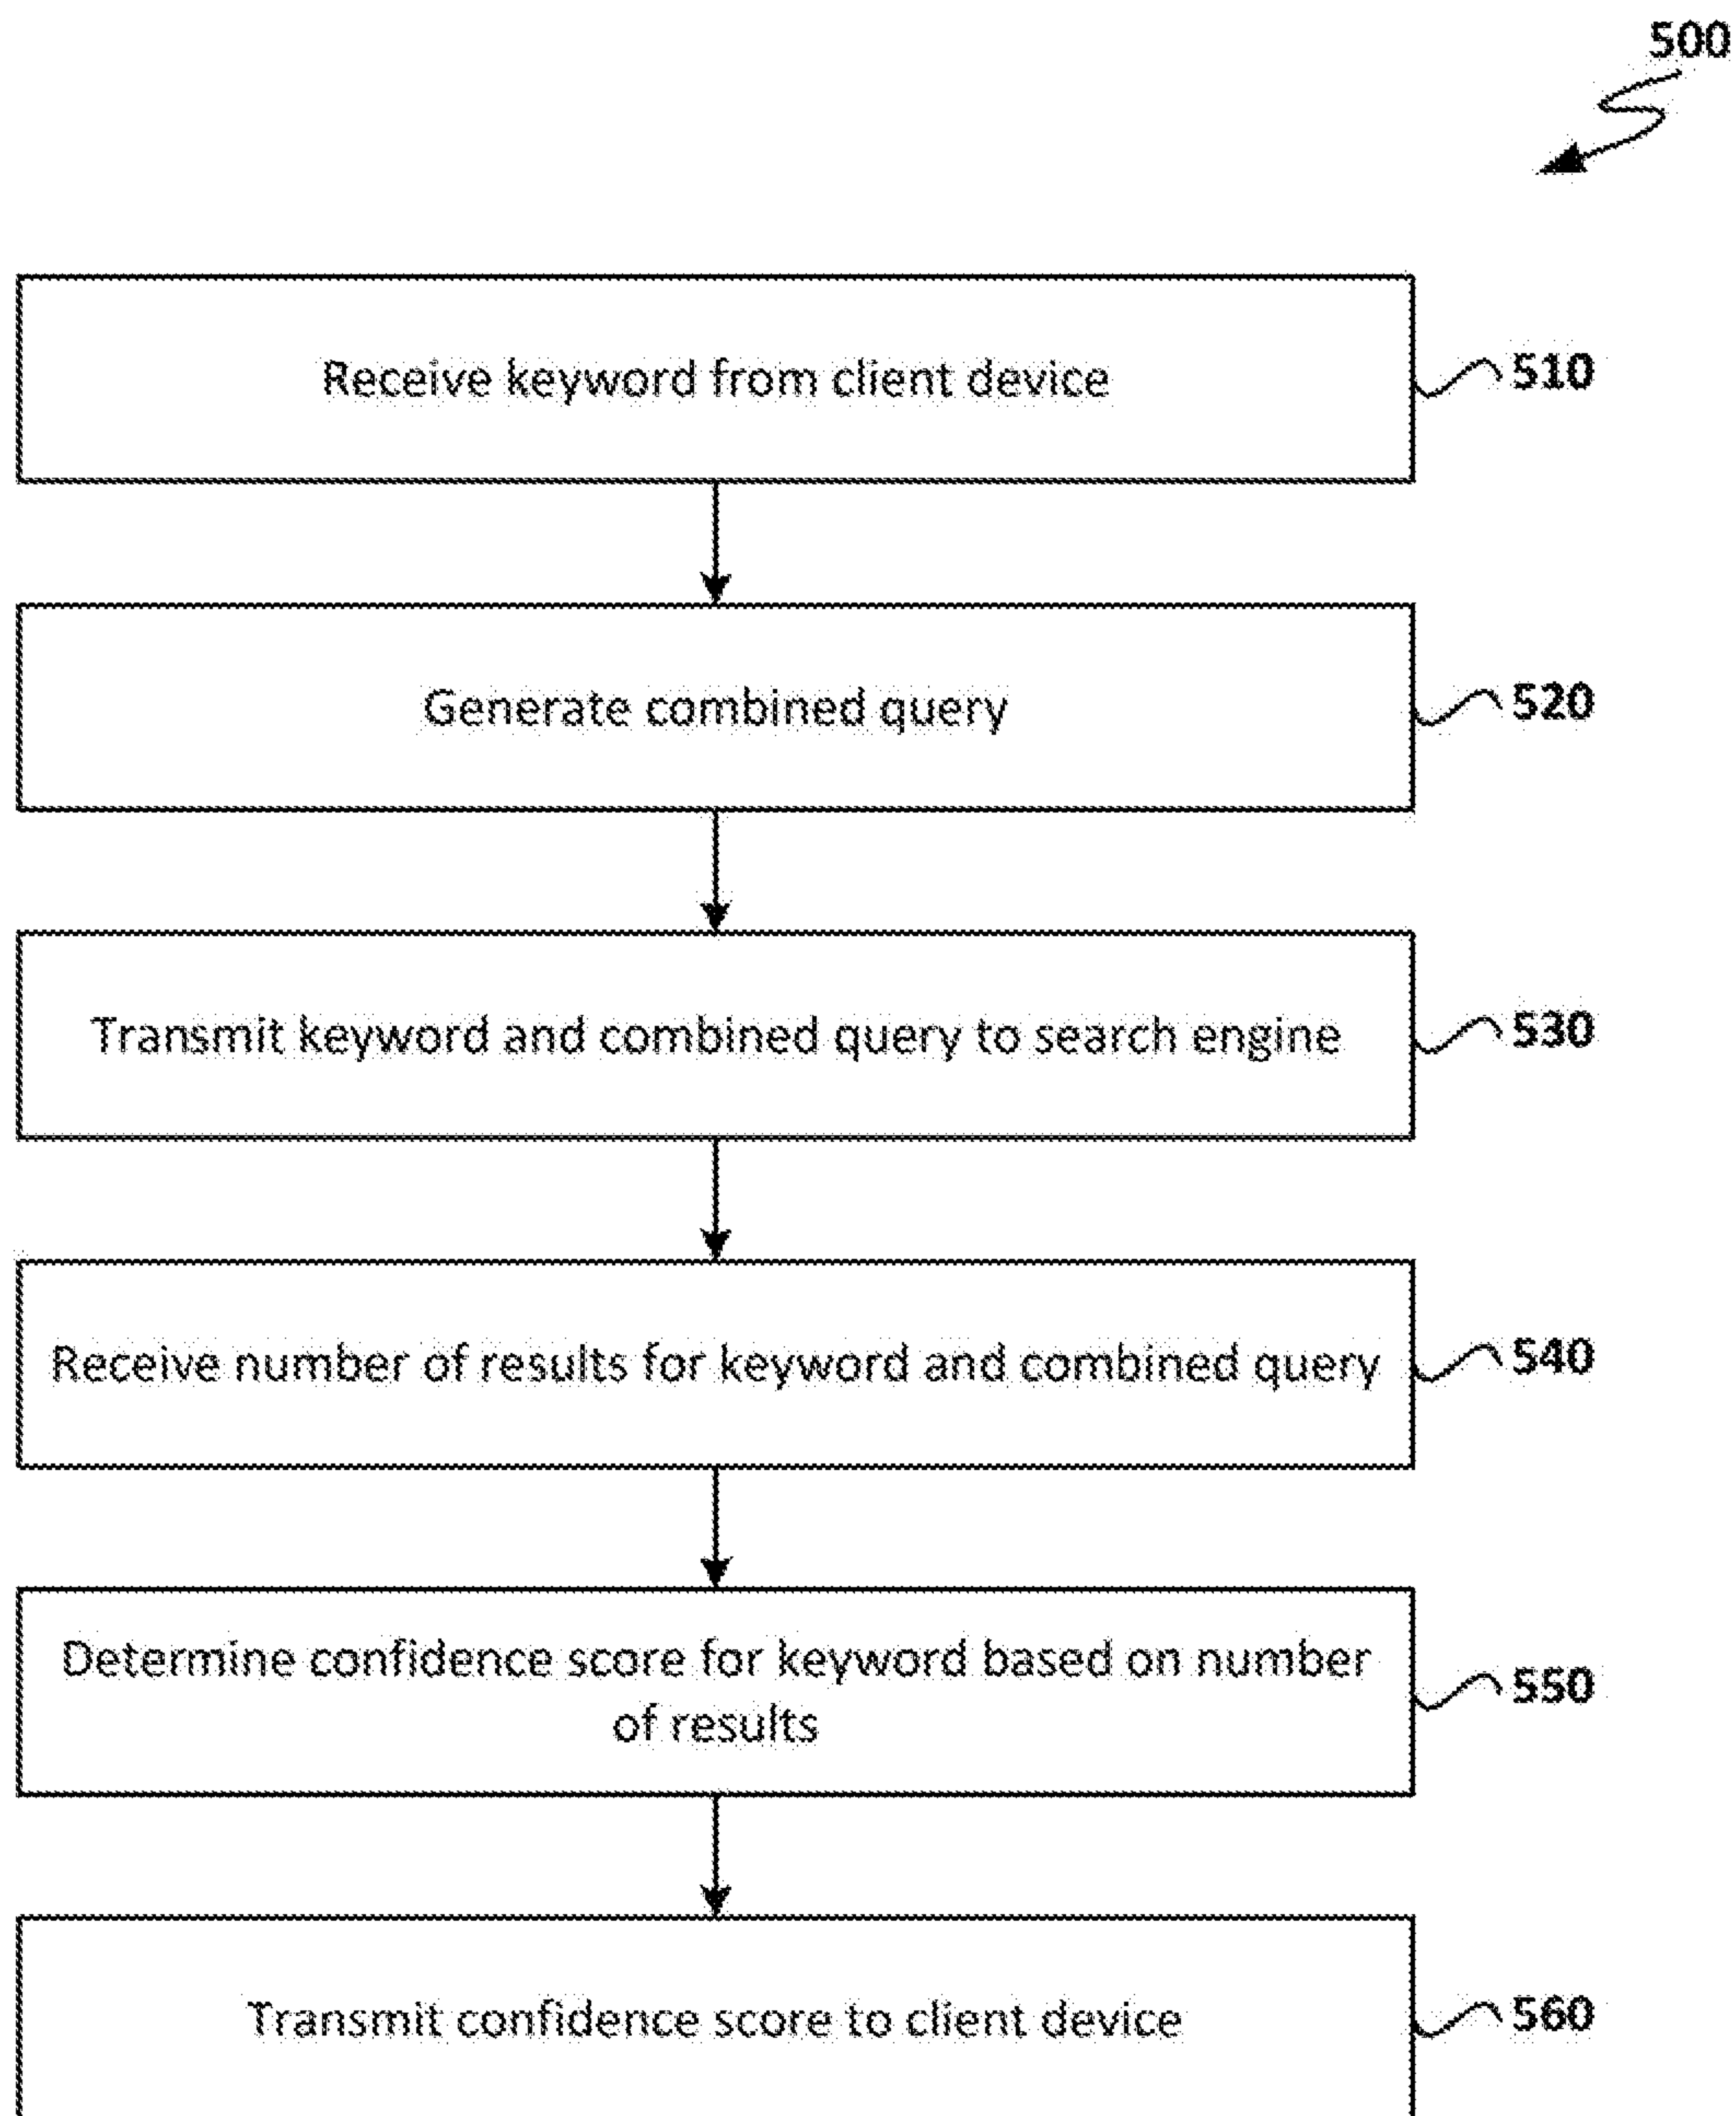 500
Receive keyword from client device
510
Generate combined query
520
Transmit keyword and combined query to search engine
530
Receive number of results for keyword and combined query
540
Determine confidence score for keyword based on number
of results
550
Transmit confidence score to client device
560